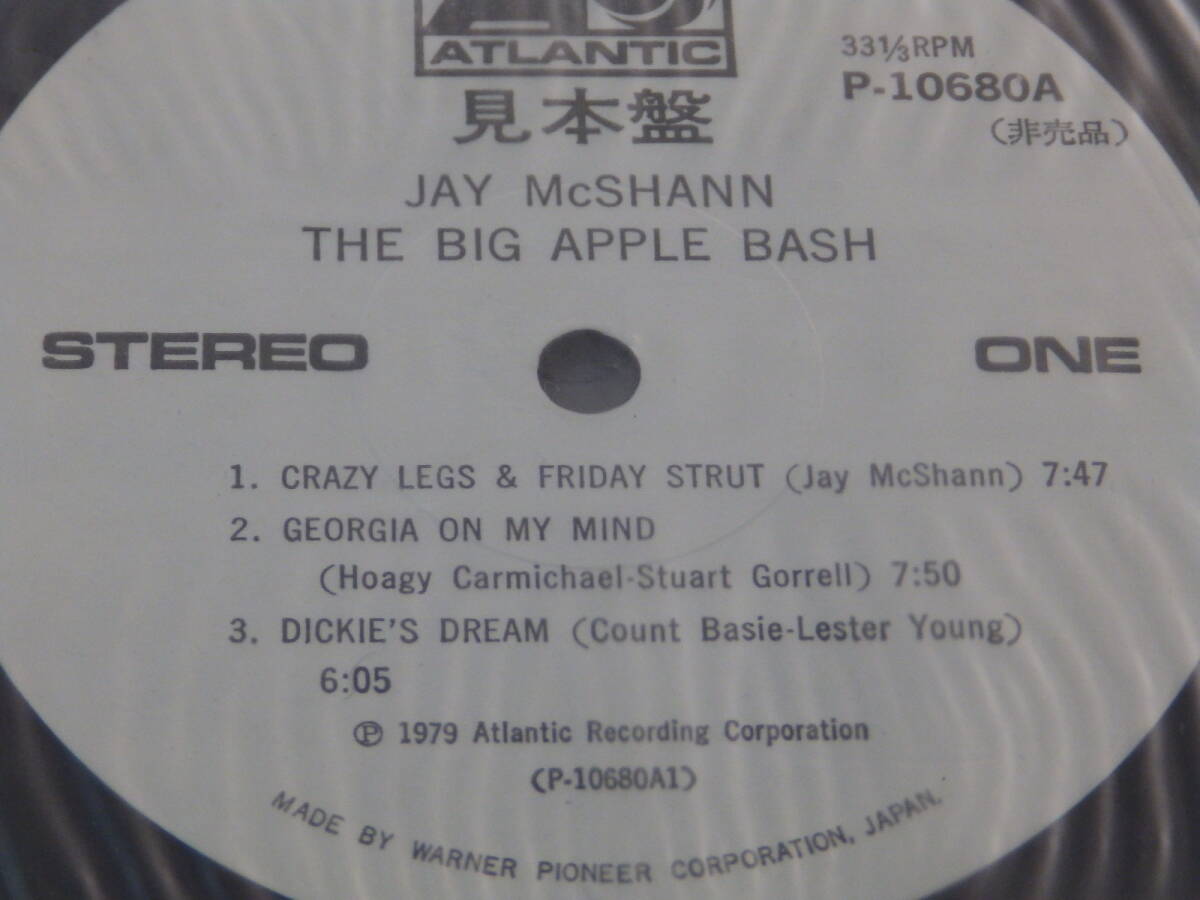 ATLANTIC
33⅓RPM
P-10680A
見本盤
(非売品)
JAY McSHANN
THE BIG APPLE BASH
STEREO
ONE
1. CRAZY LEGS & FRIDAY STRUT (Jay McShann) 7:47
2. GEORGIA ON MY MIND
(Hoagy Carmichael-Stuart Gorrell) 7:50
3. DICKIE'S DREAM (Count Basie-Lester Young)
6:05
Ⓟ 1979 Atlantic Recording Corporation
(P-10680A1)
MADE BY WARNER PIONEER CORPORATION, JAPAN.